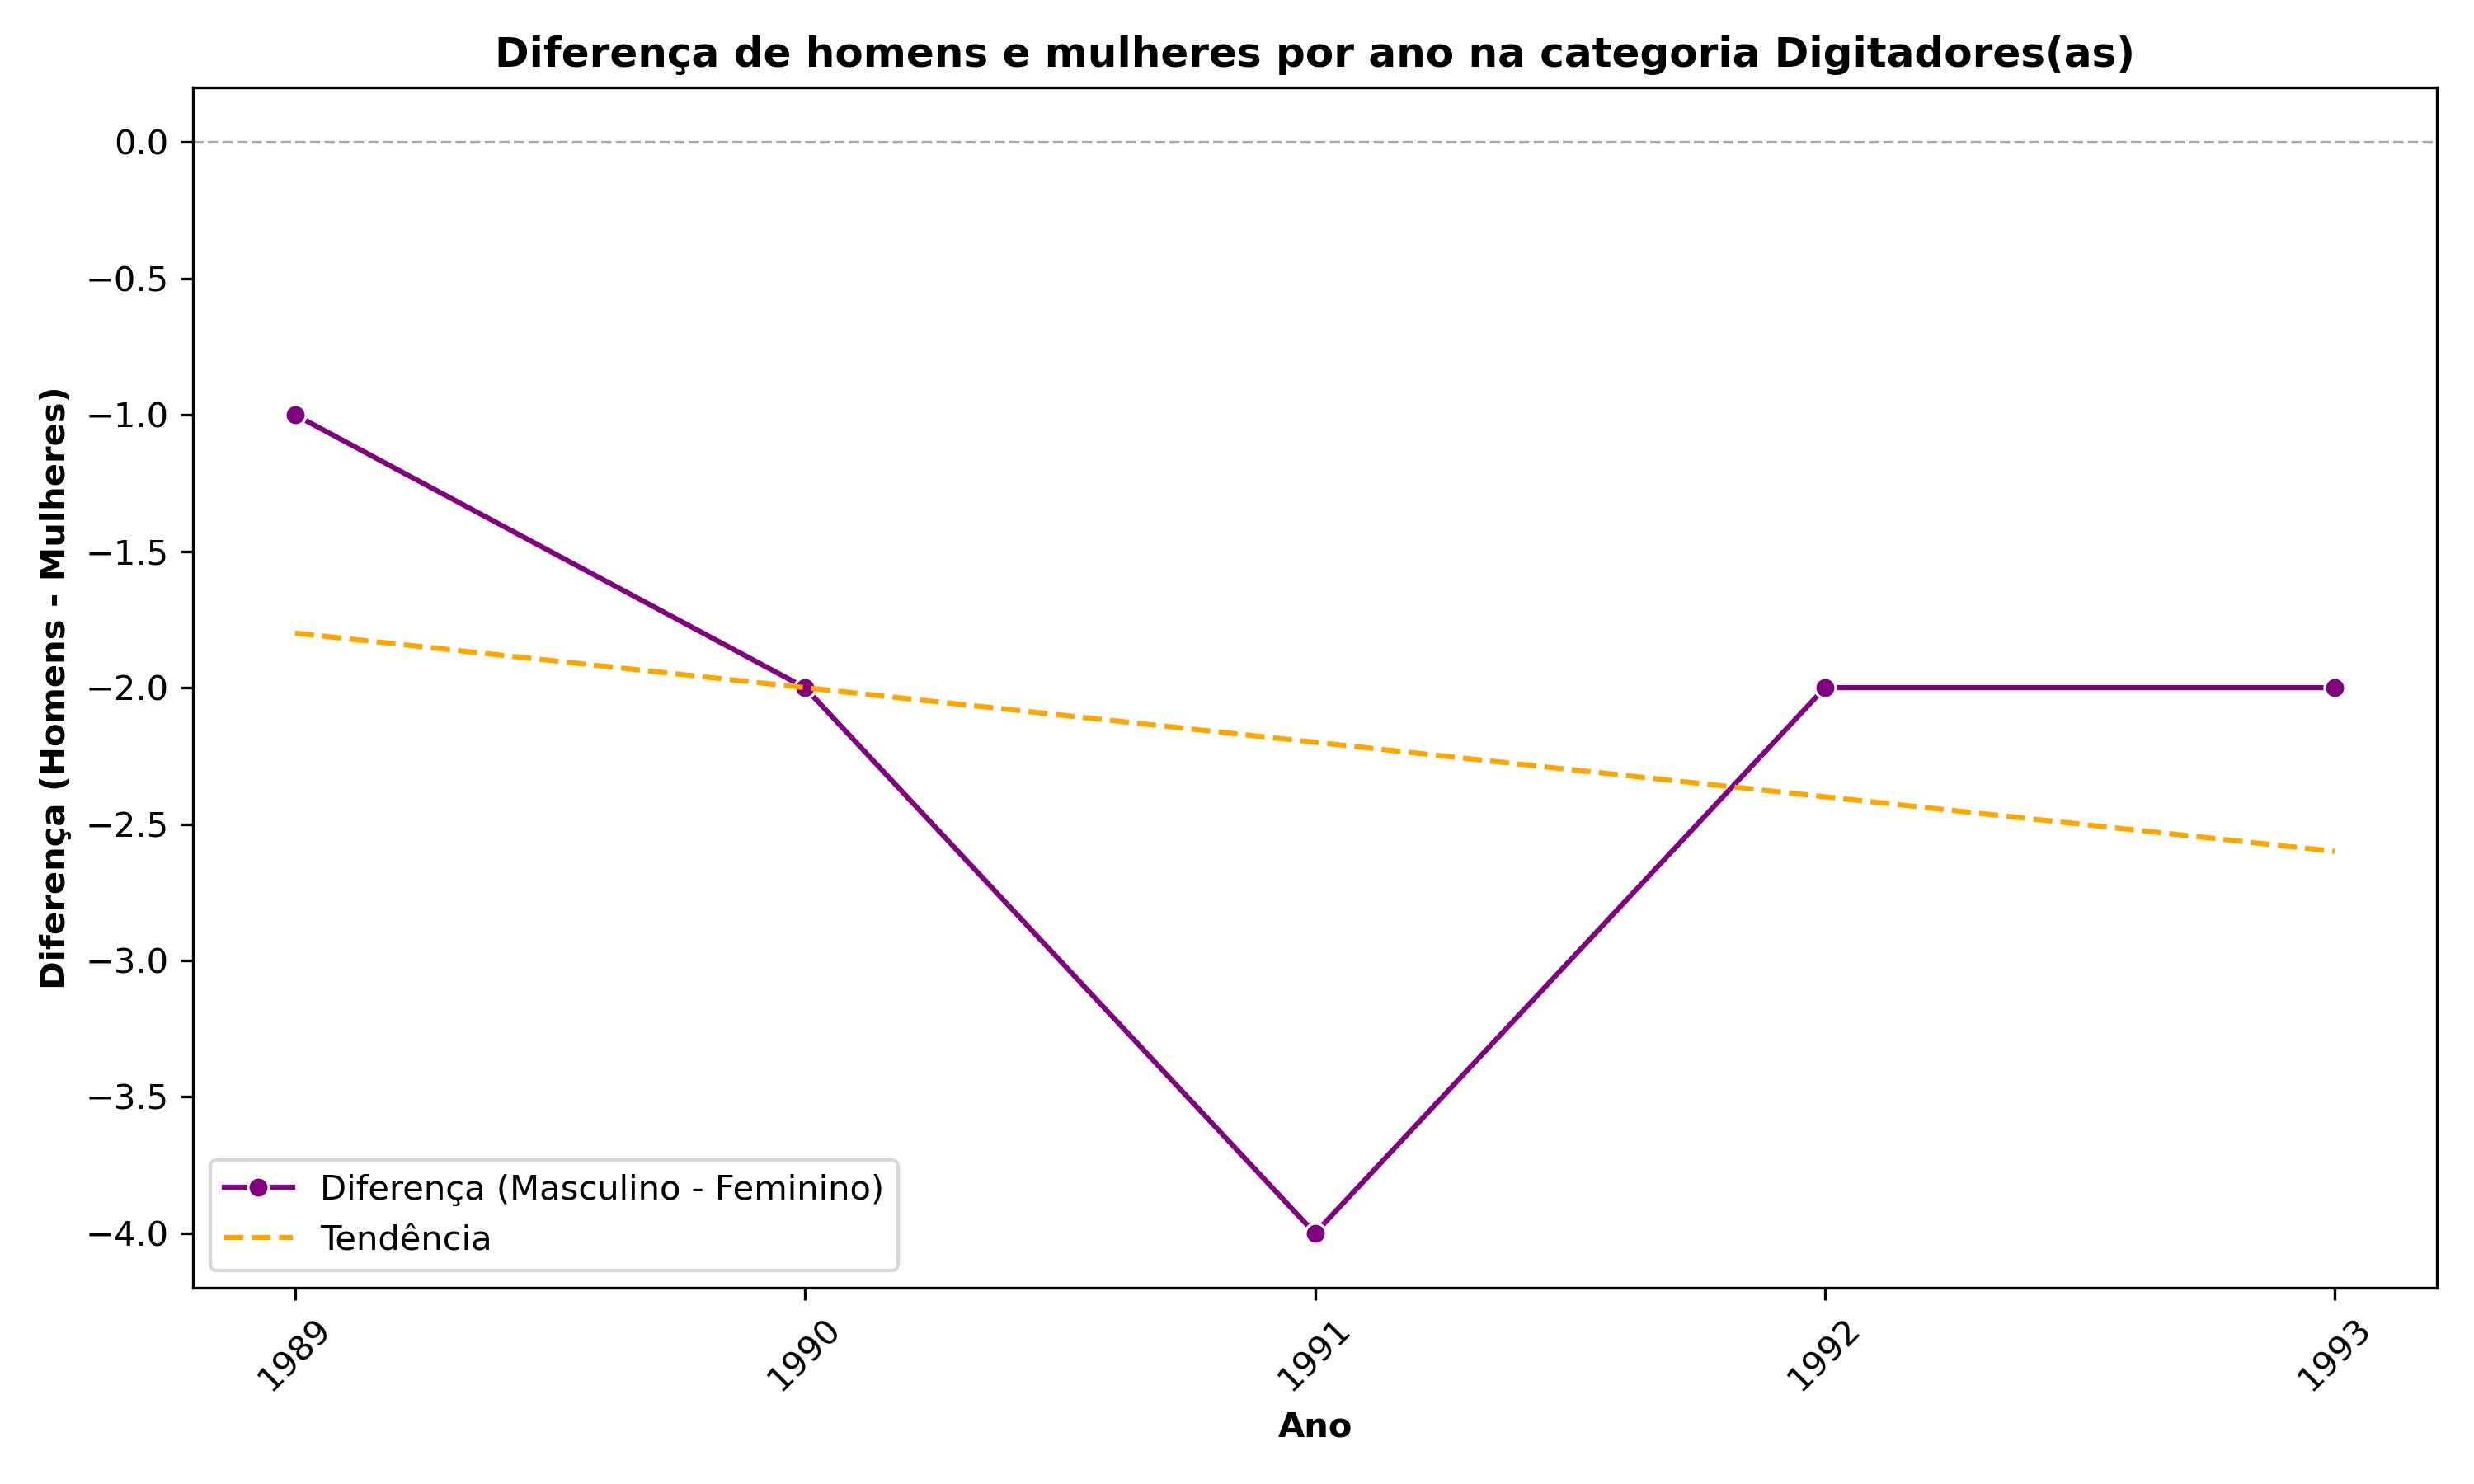 Diferença de homens e mulheres por ano na categoria Digitadores(as)
Diferença (Homens - Mulheres)
0.0
−0.5
−1.0
−1.5
−2.0
−2.5
−3.0
−3.5
−4.0
Diferença (Masculino - Feminino)
Tendência
1989
1990
1991
1992
1993
Ano